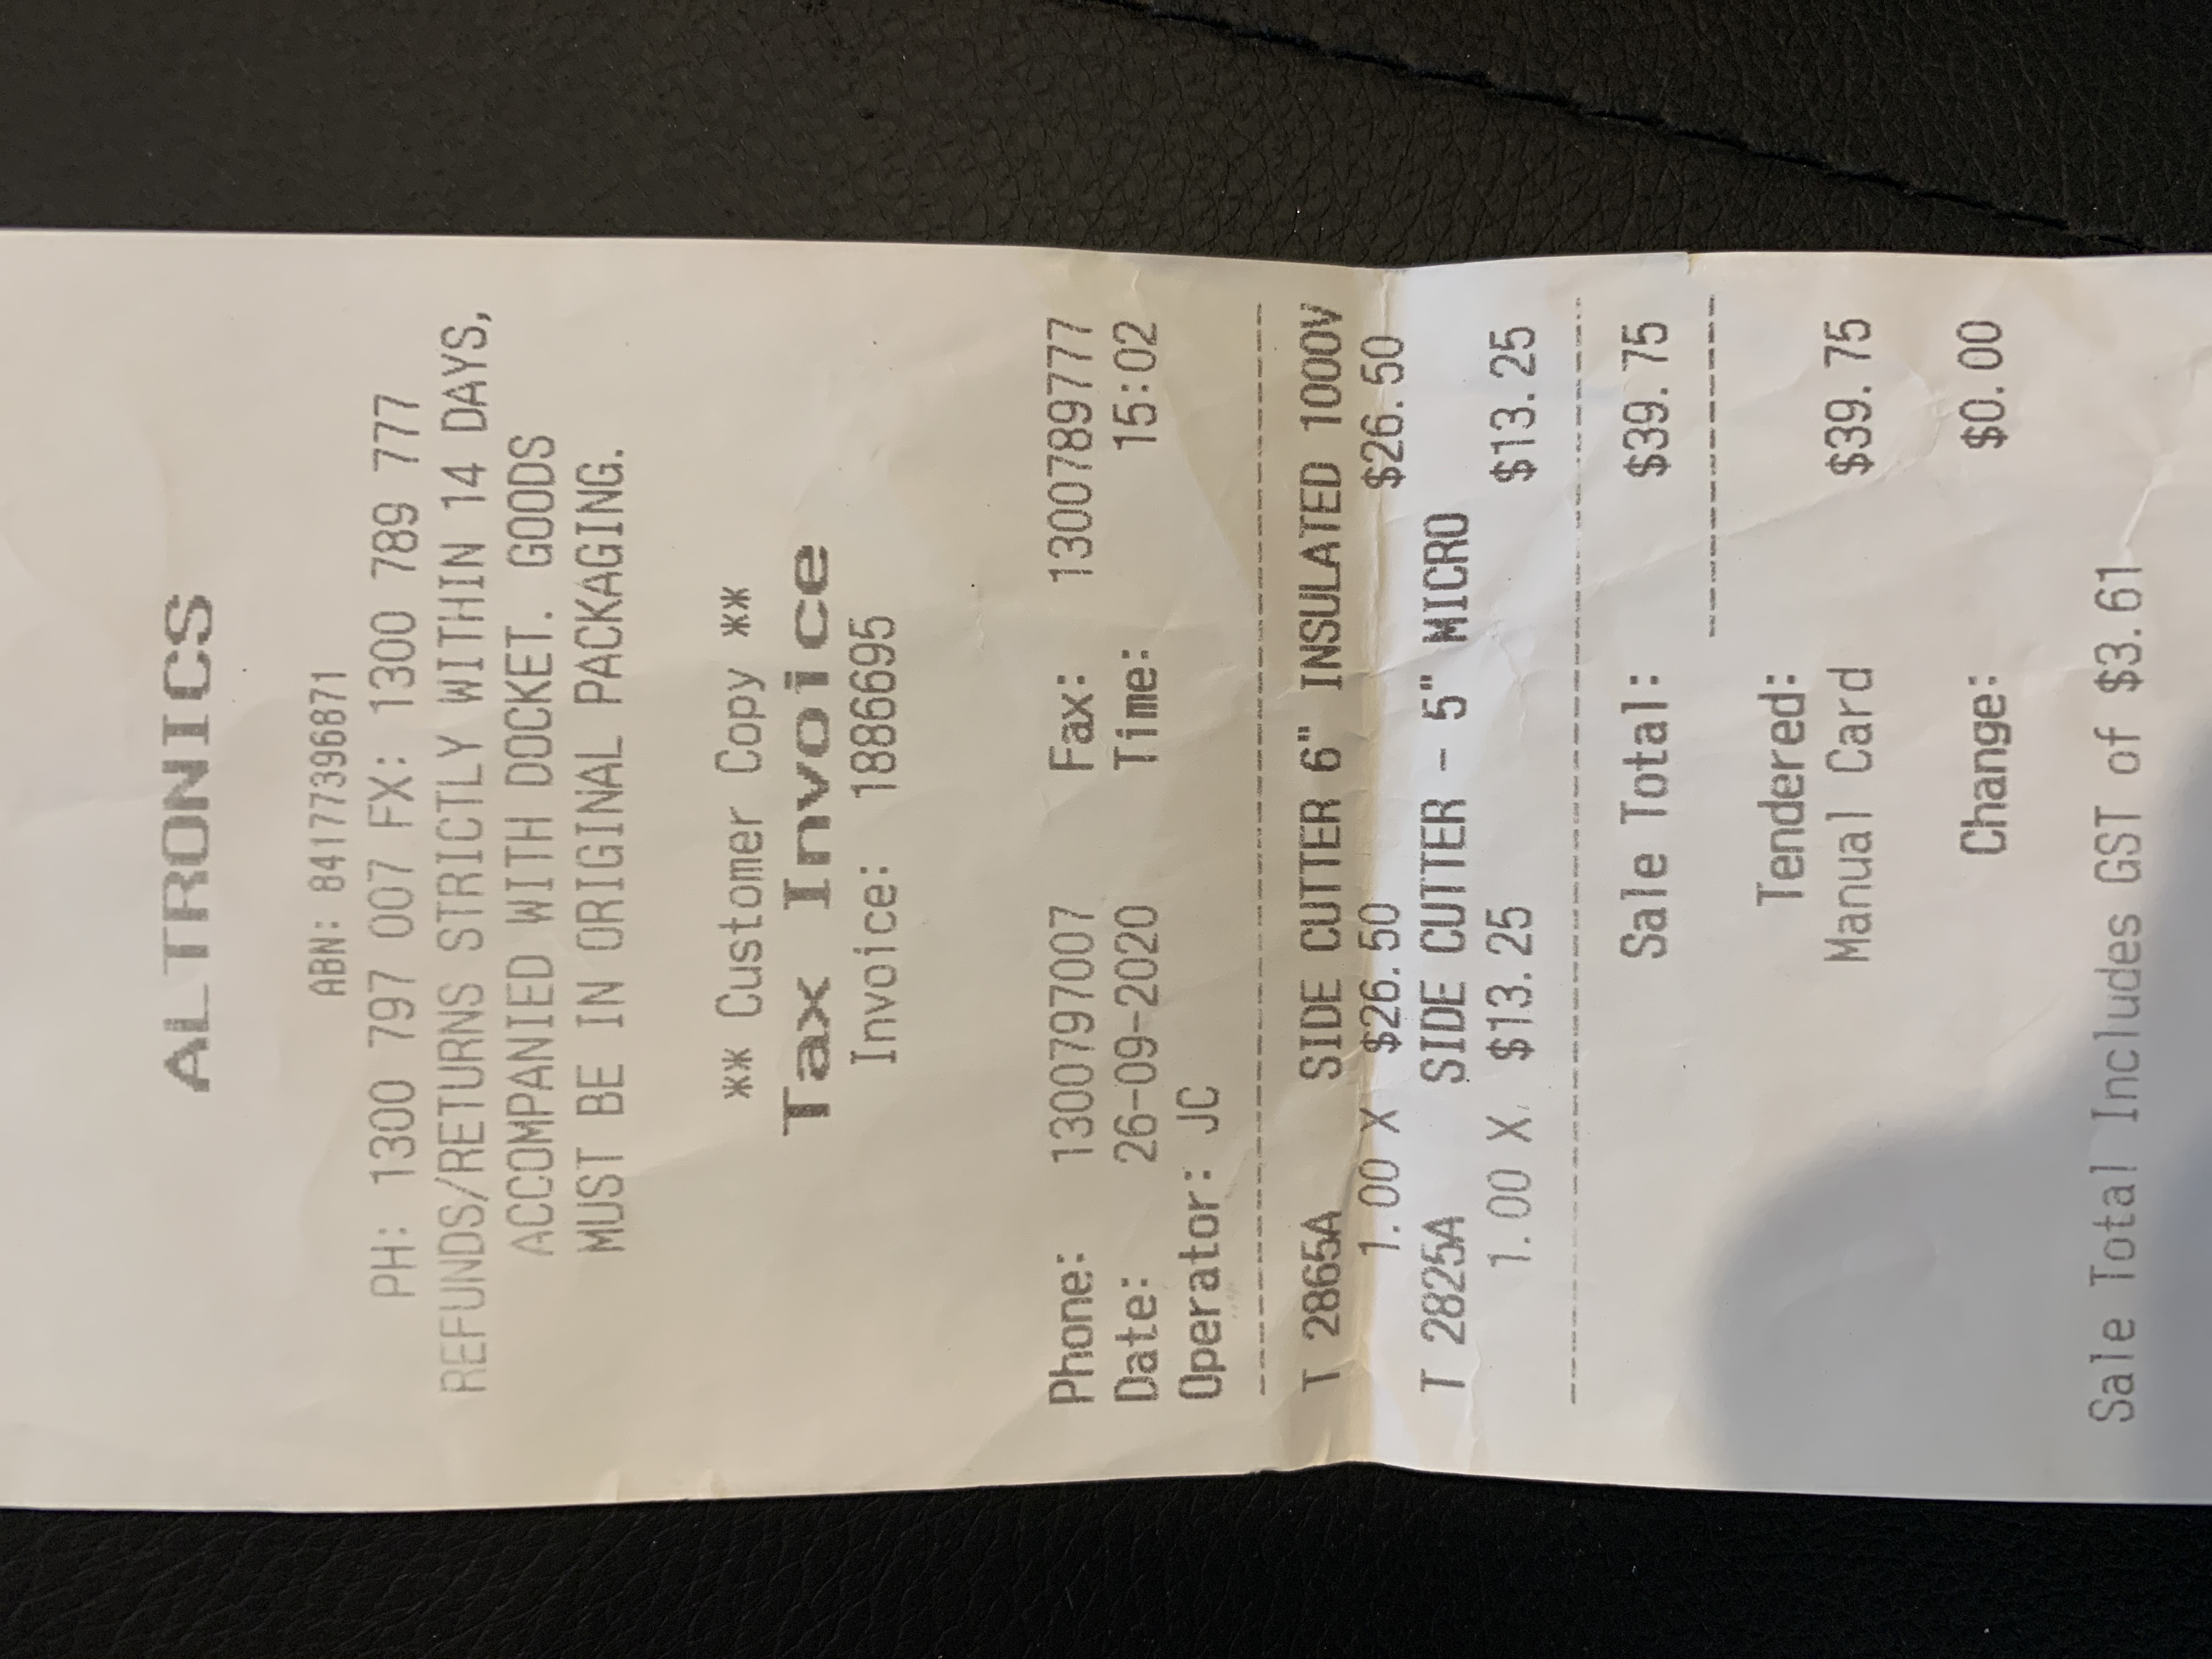 ALTRONICS
ABN: 84177396871
PH: 1300 797 007 FX: 1300 789 777
REFUNDS/RETURNS STRICTLY WITHIN 14 DAYS,
ACCOMPANIED WITH DOCKET. GOODS
MUST BE IN ORIGINAL PACKAGING.
** Customer Copy **
Tax Invoice
Invoice: 1886695
Phone: 1300797007 Fax: 1300789777
Date: 26-09-2020 Time: 15:02
Operator: JC
T 2865A SIDE CUTTER 6" INSULATED 1000V
1.00 X $26.50 $26.50
T 2825A SIDE CUTTER - 5" MICRO
1.00 X $13.25 $13.25
Sale Total: $39.75
Tendered:
Manual Card $39.75
Change: $0.00
Sale Total Includes GST of $3.61